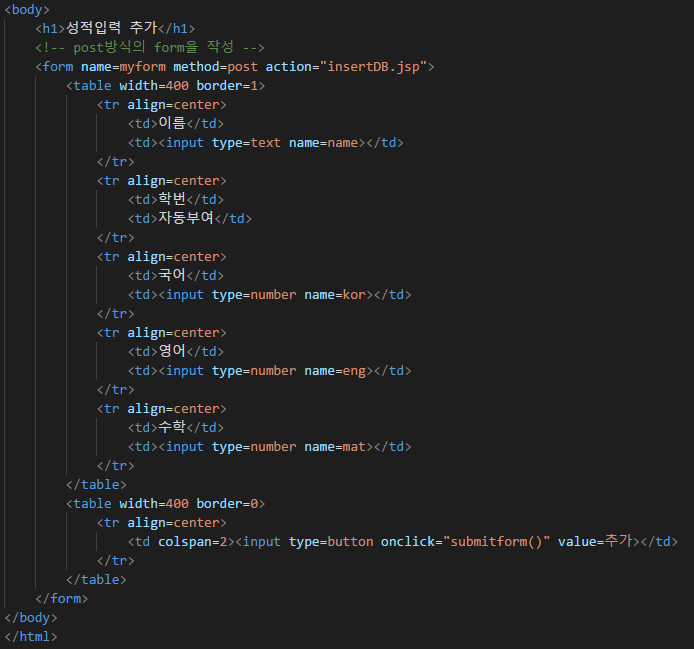 <body>
<h1>성적입력 추가</h1>
<!-- post방식의 form을 작성 -->
<form name=myform method=post action="insertDB.jsp">
<table width=400 border=1>
<tr align=center>
<td>이름</td>
<td><input type=text name=name></td>
</tr>
<tr align=center>
<td>학번</td>
<td>자동부여</td>
</tr>
<tr align=center>
<td>국어</td>
<td><input type=number name=kor></td>
</tr>
<tr align=center>
<td>영어</td>
<td><input type=number name=eng></td>
</tr>
<tr align=center>
<td>수학</td>
<td><input type=number name=mat></td>
</tr>
</table>
<table width=400 border=0>
<tr align=center>
<td colspan=2><input type=button onclick="submitform()" value=추가></td>
</tr>
</table>
</form>
</body>
</html>